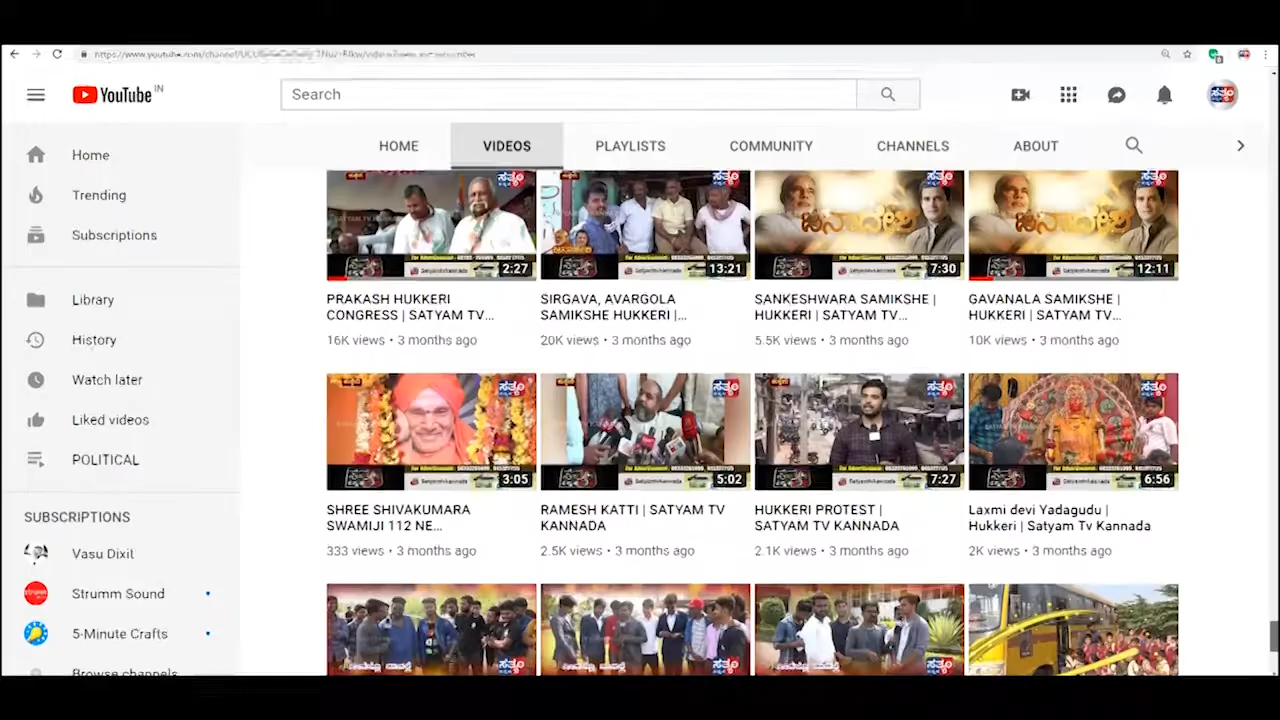 YouTube IN
Search
HOME
VIDEOS
PLAYLISTS
COMMUNITY
CHANNELS
ABOUT
Home
Trending
Subscriptions
Library
History
Watch later
Liked videos
POLITICAL
SUBSCRIPTIONS
Vasu Dixit
Strumm Sound
5-Minute Crafts
Browse channels
ಸತ್ಯಂ
2:27
13:21
ಜನಾದೇಶ
7:30
ಜನಾದೇಶ
12:11
PRAKASH HUKKERI
CONGRESS | SATYAM TV...
16K views • 3 months ago
SIRGAVA, AVARGOLA
SAMIKSHE HUKKERI |...
20K views • 3 months ago
SANKESHWARA SAMIKSHE |
HUKKERI | SATYAM TV...
5.5K views • 3 months ago
GAVANALA SAMIKSHE |
HUKKERI | SATYAM TV...
10K views • 3 months ago
3:05
5:02
7:27
6:56
SHREE SHIVAKUMARA
SWAMIJI 112 NE...
333 views • 3 months ago
RAMESH KATTI | SATYAM TV
KANNADA
2.5K views • 3 months ago
HUKKERI PROTEST |
SATYAM TV KANNADA
2.1K views • 3 months ago
Laxmi devi Yadagudu |
Hukkeri | Satyam Tv Kannada
2K views • 3 months ago